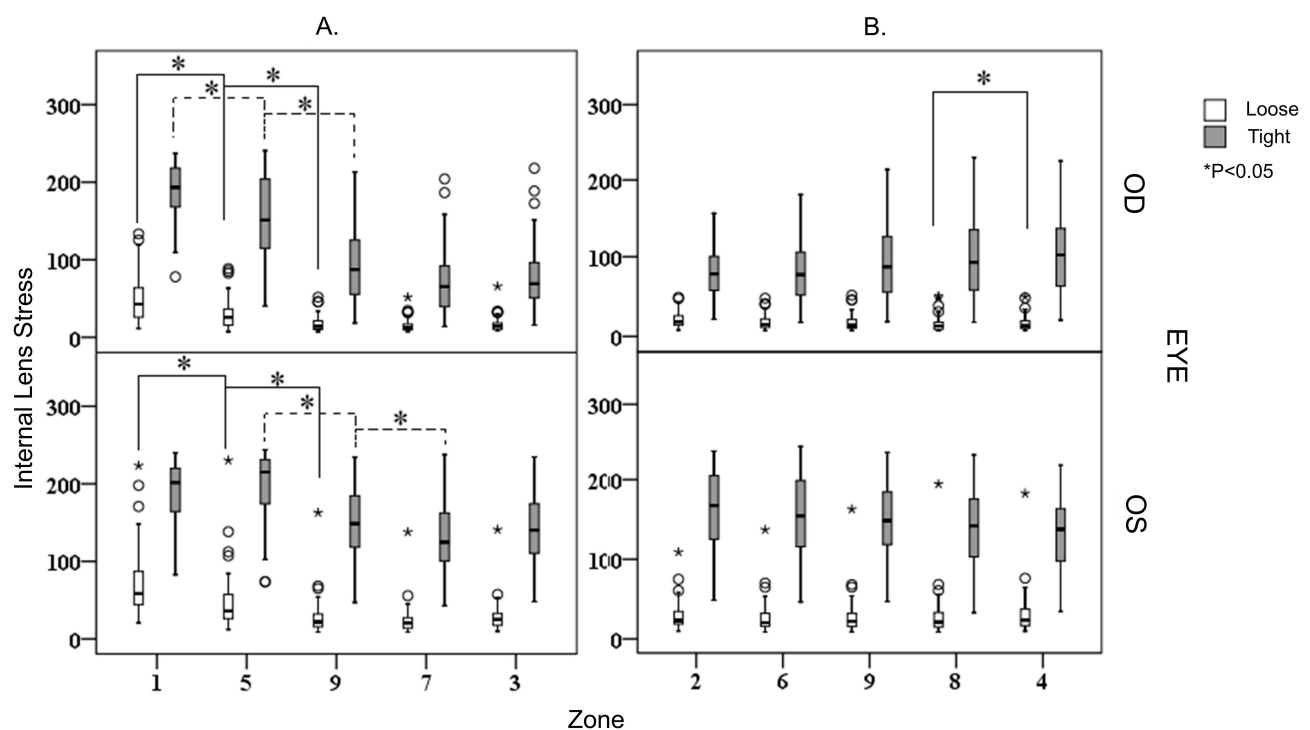 A. B.
* * * * *
300 300
200 200
100 100
0 0
Loose
Tight
*P<0.05
OD
* * * *
300 300
200 200
100 100
0 0
OS
EYE
Internal Lens Stress
1 5 9 7 3 2 6 9 8 4
Zone